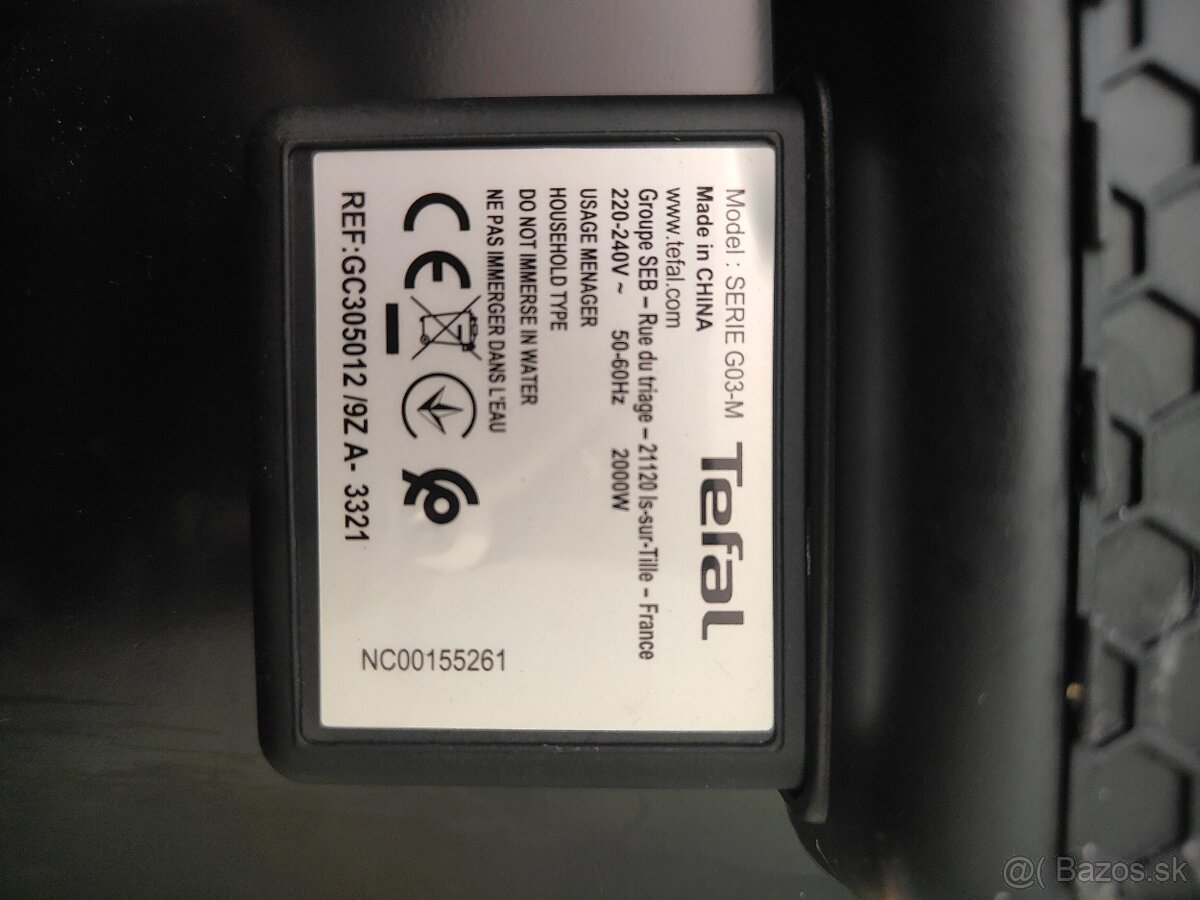 Model : SERIE G03-M
Tefal
Made in CHINA
www.tefal.com
Groupe SEB – Rue du triage – 21120 Is-sur-Tille – France
220-240V ~ 50-60Hz 2000W
USAGE MENAGER
HOUSEHOLD TYPE
DO NOT IMMERSE IN WATER
NE PAS IMMERGER DANS L'EAU
CE
REF:GC305012 /9Z A- 3321
NC00155261
@( Bazos.sk